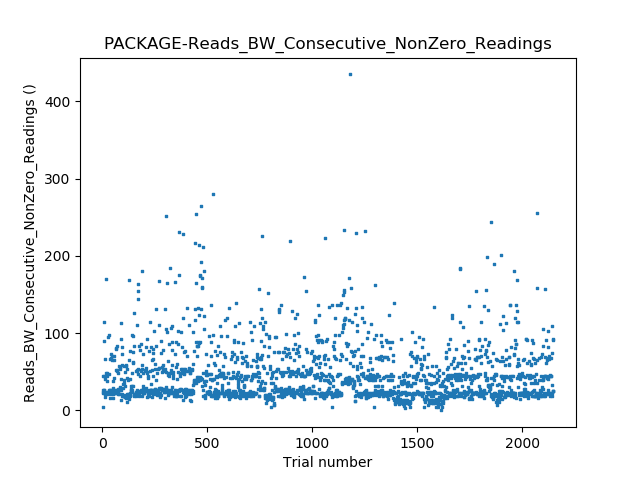 PACKAGE-Reads_BW_Consecutive_NonZero_Readings
Reads_BW_Consecutive_NonZero_Readings ()
400
300
200
100
0
0 500 1000 1500 2000
Trial number